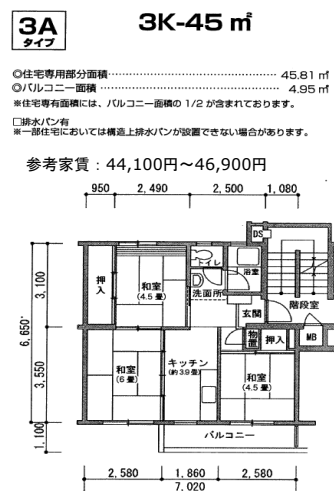 3A
タイプ
3K-45 ㎡
◎住宅専用部分面積 45.81 ㎡
◎バルコニー面積 4.95 ㎡
※住宅専有面積には、バルコニー面積の 1/2 が含まれております。
□排水パン有
※一部住宅においては構造上排水パンが設置できない場合があります。
参考家賃：44,100円～46,900円
950 2,490 2,500 1,080
DS
トイレ
浴室
押入
和室
(4.5 畳)
洗面所
3,100
玄関
階段室
6,650
物置
押入
MB
和室
(6 畳)
キッチン
(約3.9畳)
和室
(4.5 畳)
3,550
バルコニー
1,100
2,580 1,860 2,580
7,020